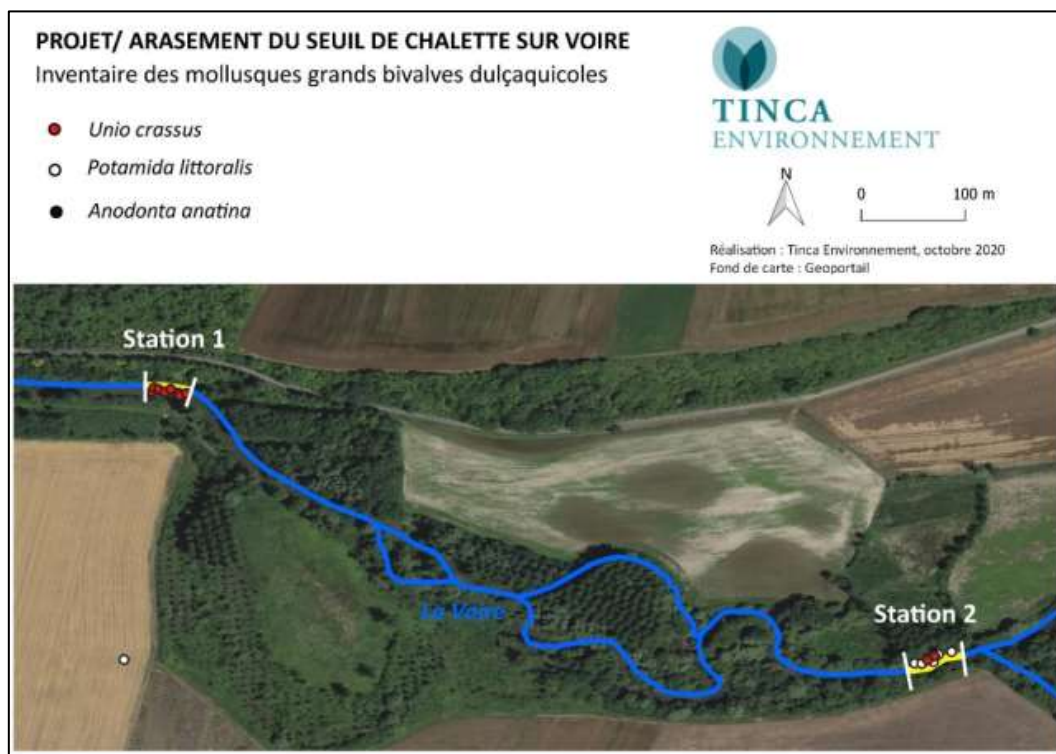 PROJET/ ARASEMENT DU SEUIL DE CHALETTE SUR VOIRE
Inventaire des mollusques grands bivalves dulçaquicoles
Unio crassus
Potamida littoralis
Anodonta anatina
TINCA
ENVIRONNEMENT
N
0 100 m
Réalisation : Tinca Environnement, octobre 2020
Fond de carte : Geoportail
Station 1
La Voire
Station 2